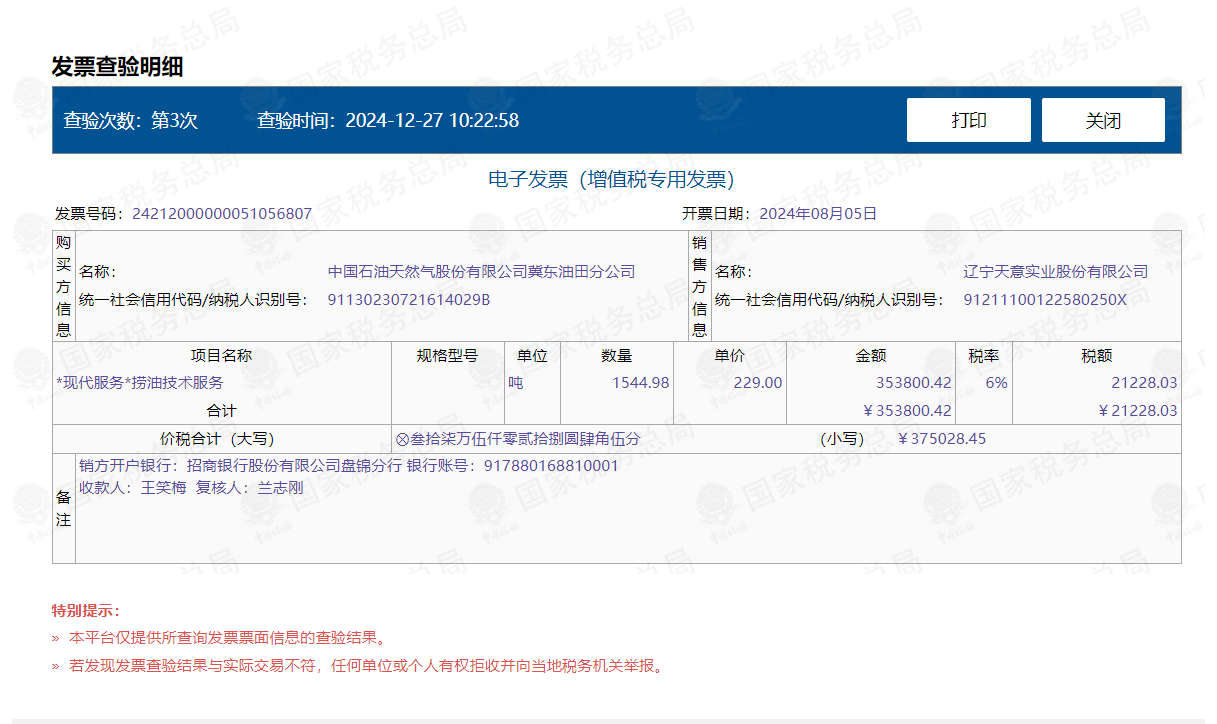 发票查验明细
查验次数：第3次 查验时间：2024-12-27 10:22:58 打印 关闭
电子发票（增值税专用发票）
发票号码：24212000000051056807 开票日期：2024年08月05日
购买方信息
名称： 中国石油天然气股份有限公司冀东油田分公司
统一社会信用代码/纳税人识别号： 91130230721614029B
销售方信息
名称： 辽宁天意实业股份有限公司
统一社会信用代码/纳税人识别号： 91211100122580250X
项目名称 规格型号 单位 数量 单价 金额 税率 税额
*现代服务*捞油技术服务 吨 1544.98 229.00 353800.42 6% 21228.03
合计 ￥353800.42 ￥21228.03
价税合计（大写） ⊗叁拾柒万伍仟零贰拾捌圆肆角伍分 （小写） ￥375028.45
备注
销方开户银行：招商银行股份有限公司盘锦分行 银行账号：917880168810001
收款人：王笑梅 复核人：兰志刚
特别提示：
» 本平台仅提供所查询发票票面信息的查验结果。
» 若发现发票查验结果与实际交易不符，任何单位或个人有权拒收并向当地税务机关举报。
国家税务总局